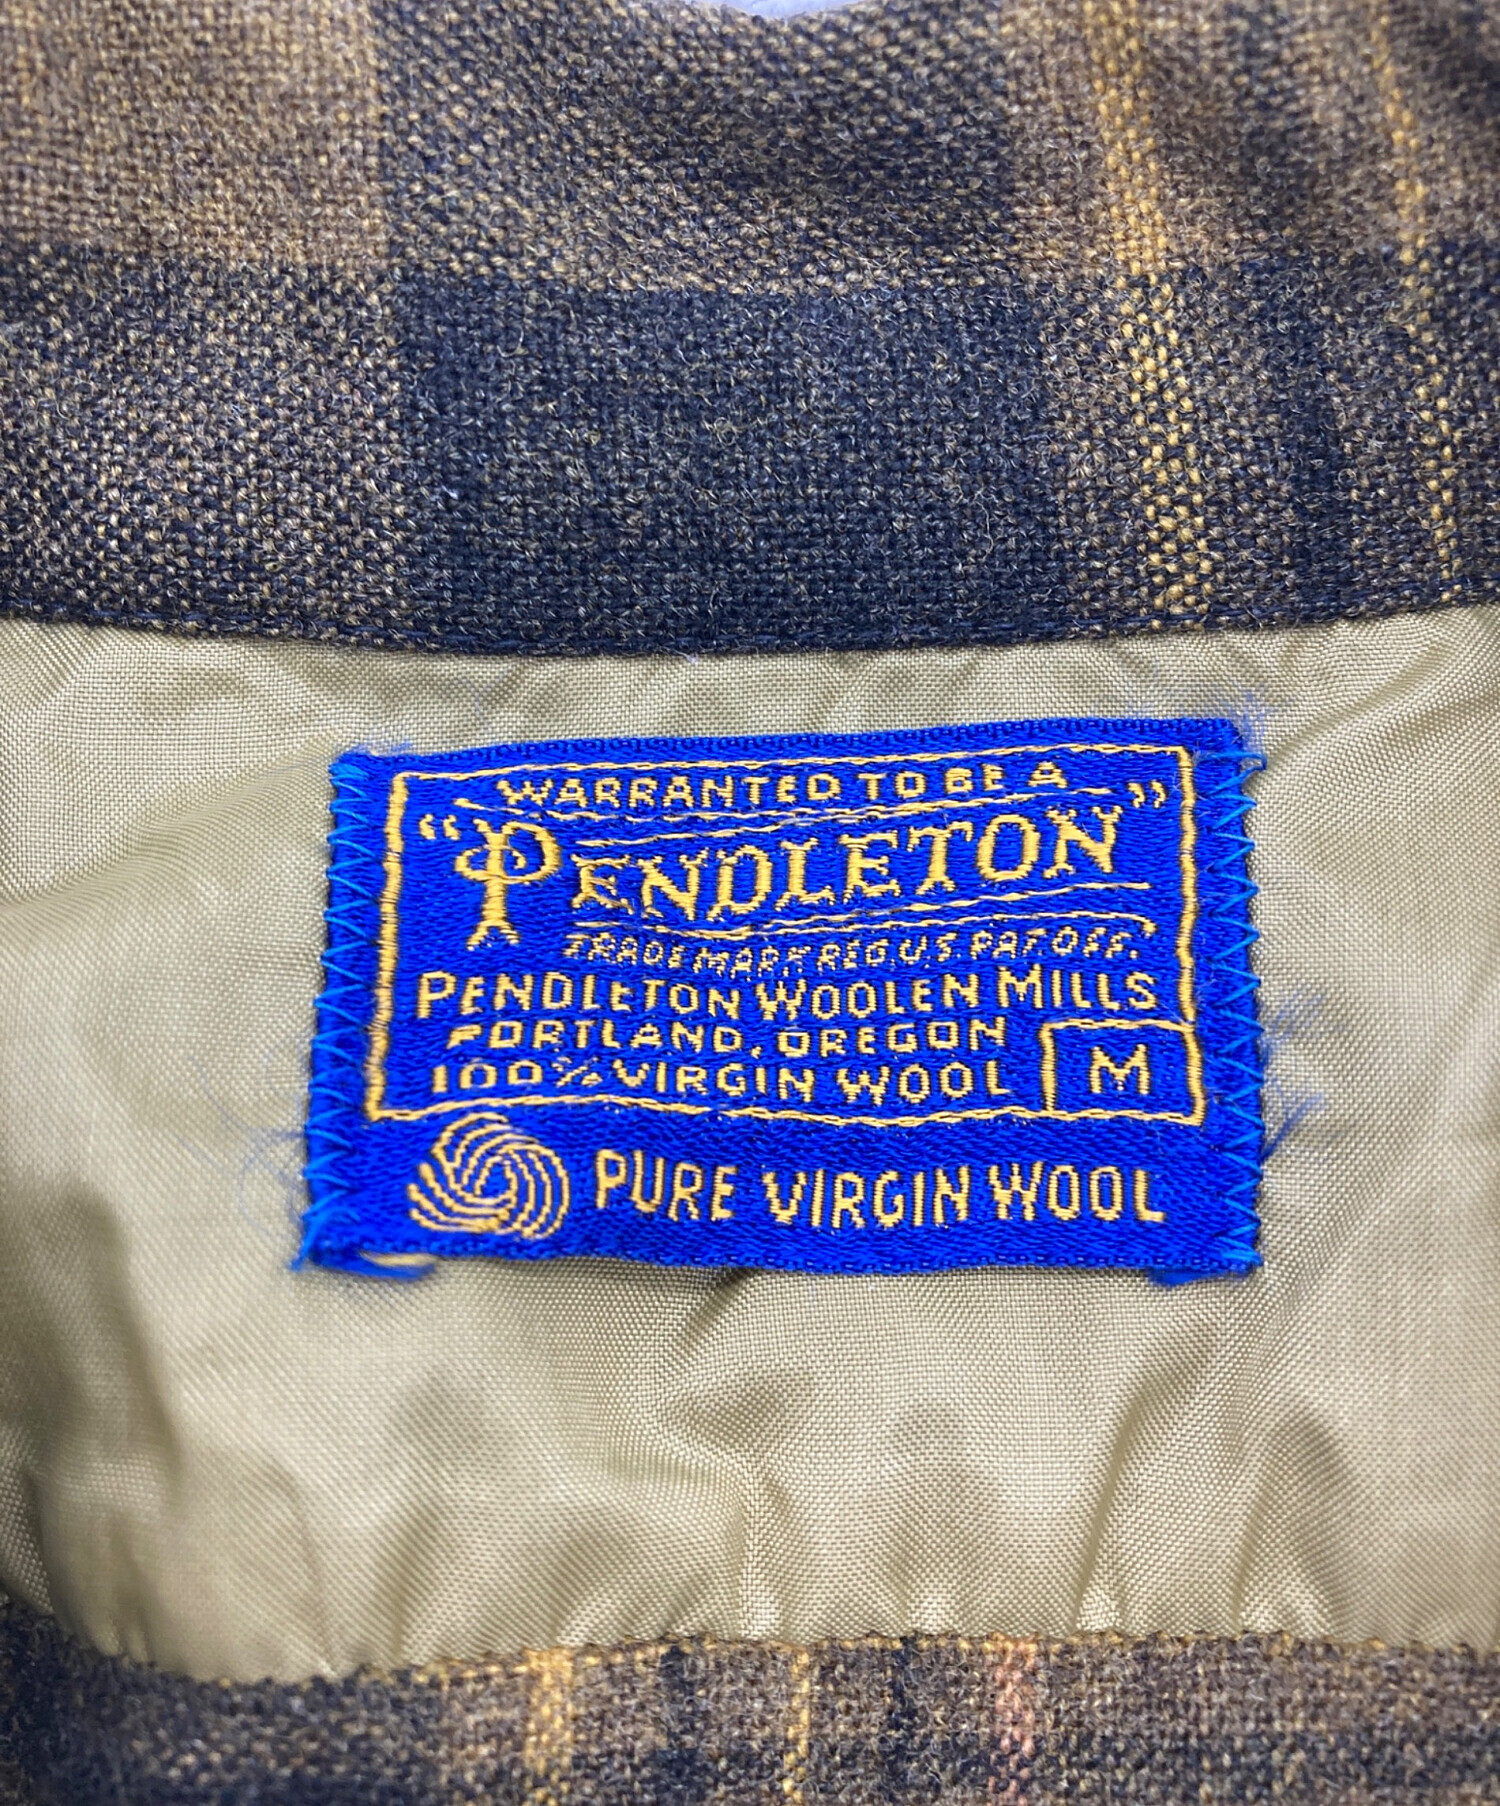 WARRANTED TO BE A
"PENDLETON"
TRADE MARK REG. U.S. PAT. OFF.
PENDLETON WOOLEN MILLS
PORTLAND, OREGON
100% VIRGIN WOOL
M
PURE VIRGIN WOOL